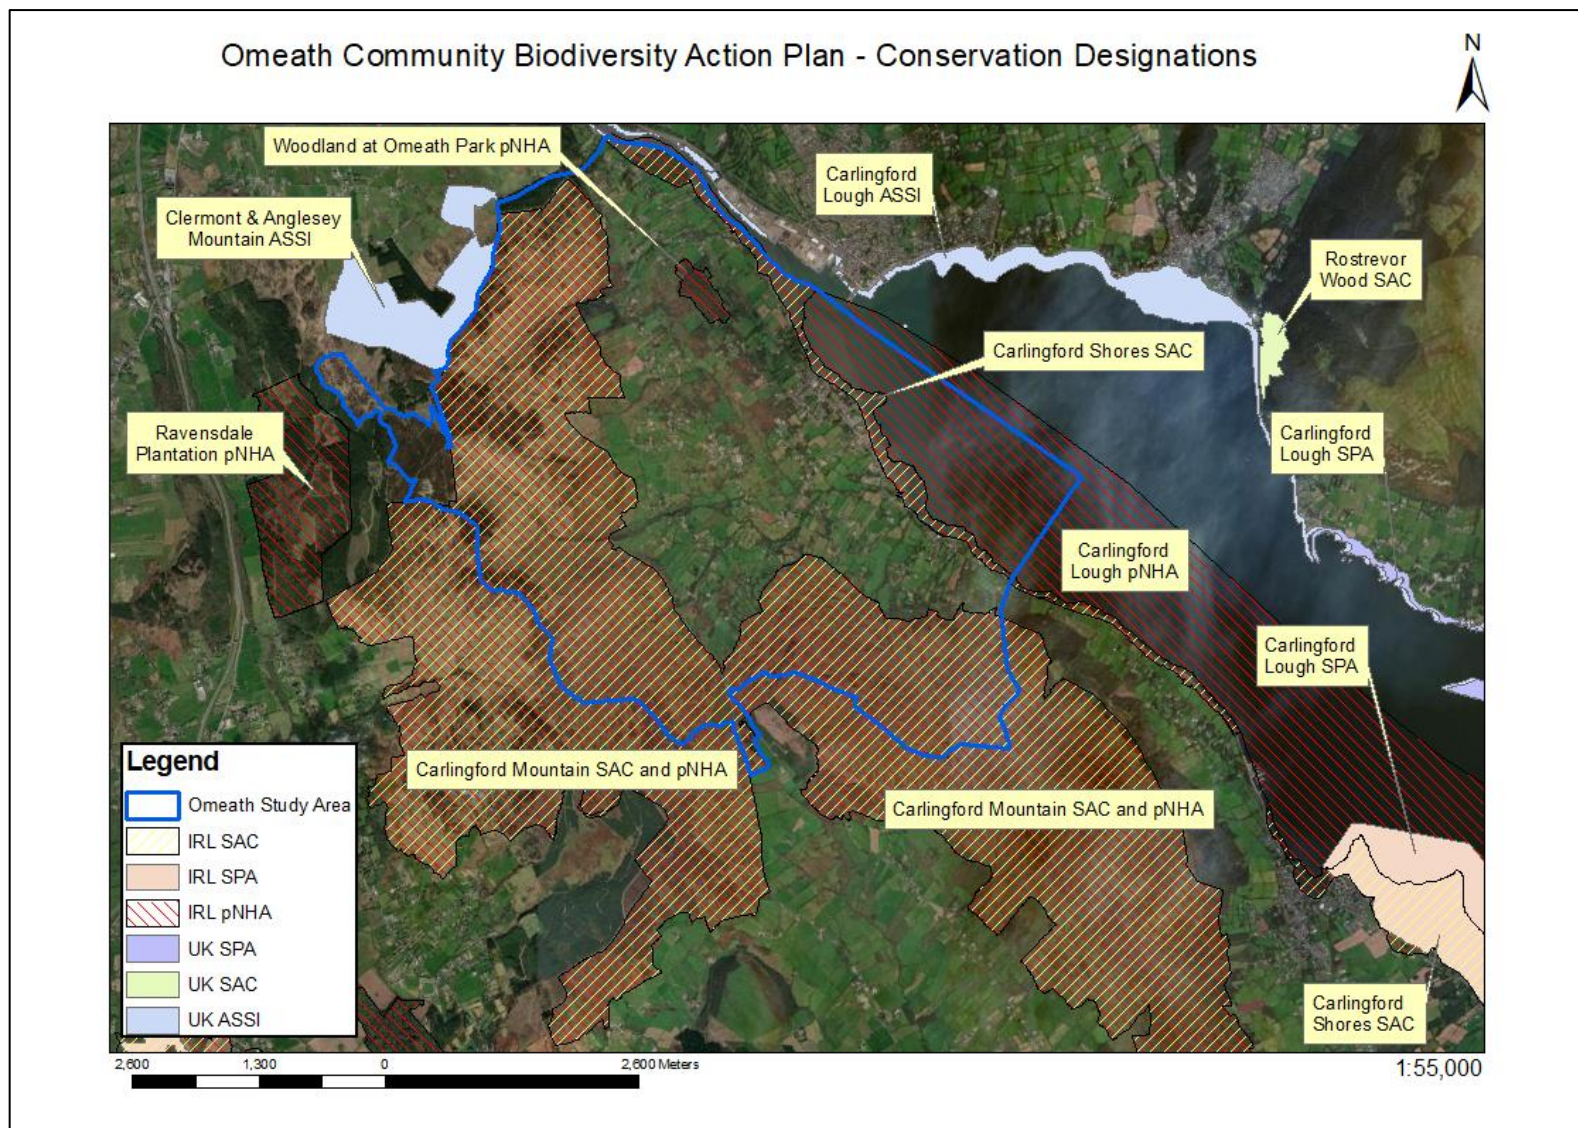 Omeath Community Biodiversity Action Plan - Conservation Designations
N
Woodland at Omeath Park pNHA
Carlingford
Lough ASSI
Clermont & Anglesey
Mountain ASSI
Rostrevor
Wood SAC
Carlingford Shores SAC
Ravensdale
Plantation pNHA
Carlingford
Lough SPA
Carlingford
Lough pNHA
Carlingford
Lough SPA
Carlingford Mountain SAC and pNHA
Carlingford Mountain SAC and pNHA
Carlingford
Shores SAC
Legend
Omeath Study Area
IRL SAC
IRL SPA
IRL pNHA
UK SPA
UK SAC
UK ASSI
2,600 1,300 0 2,600 Meters
1:55,000